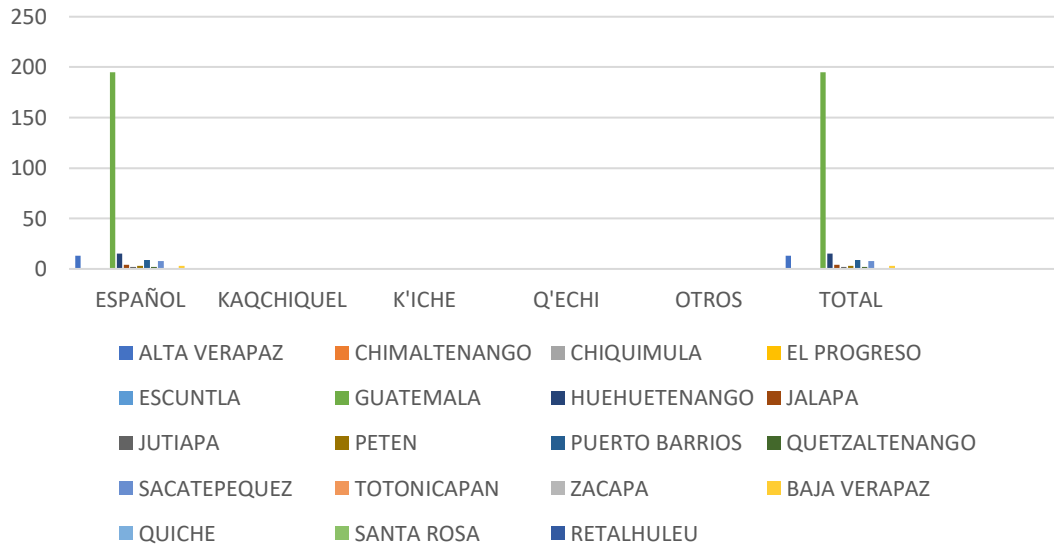 250
200
150
100
50
0
ESPAÑOL KAQCHIQUEL K'ICHE Q'ECHI OTROS TOTAL
ALTA VERAPAZ CHIMALTENANGO CHIQUIMULA EL PROGRESO
ESCUNTLA GUATEMALA HUEHUETENANGO JALAPA
JUTIAPA PETEN PUERTO BARRIOS QUETZALTENANGO
SACATEPEQUEZ TOTONICAPAN ZACAPA BAJA VERAPAZ
QUICHE SANTA ROSA RETALHULEU